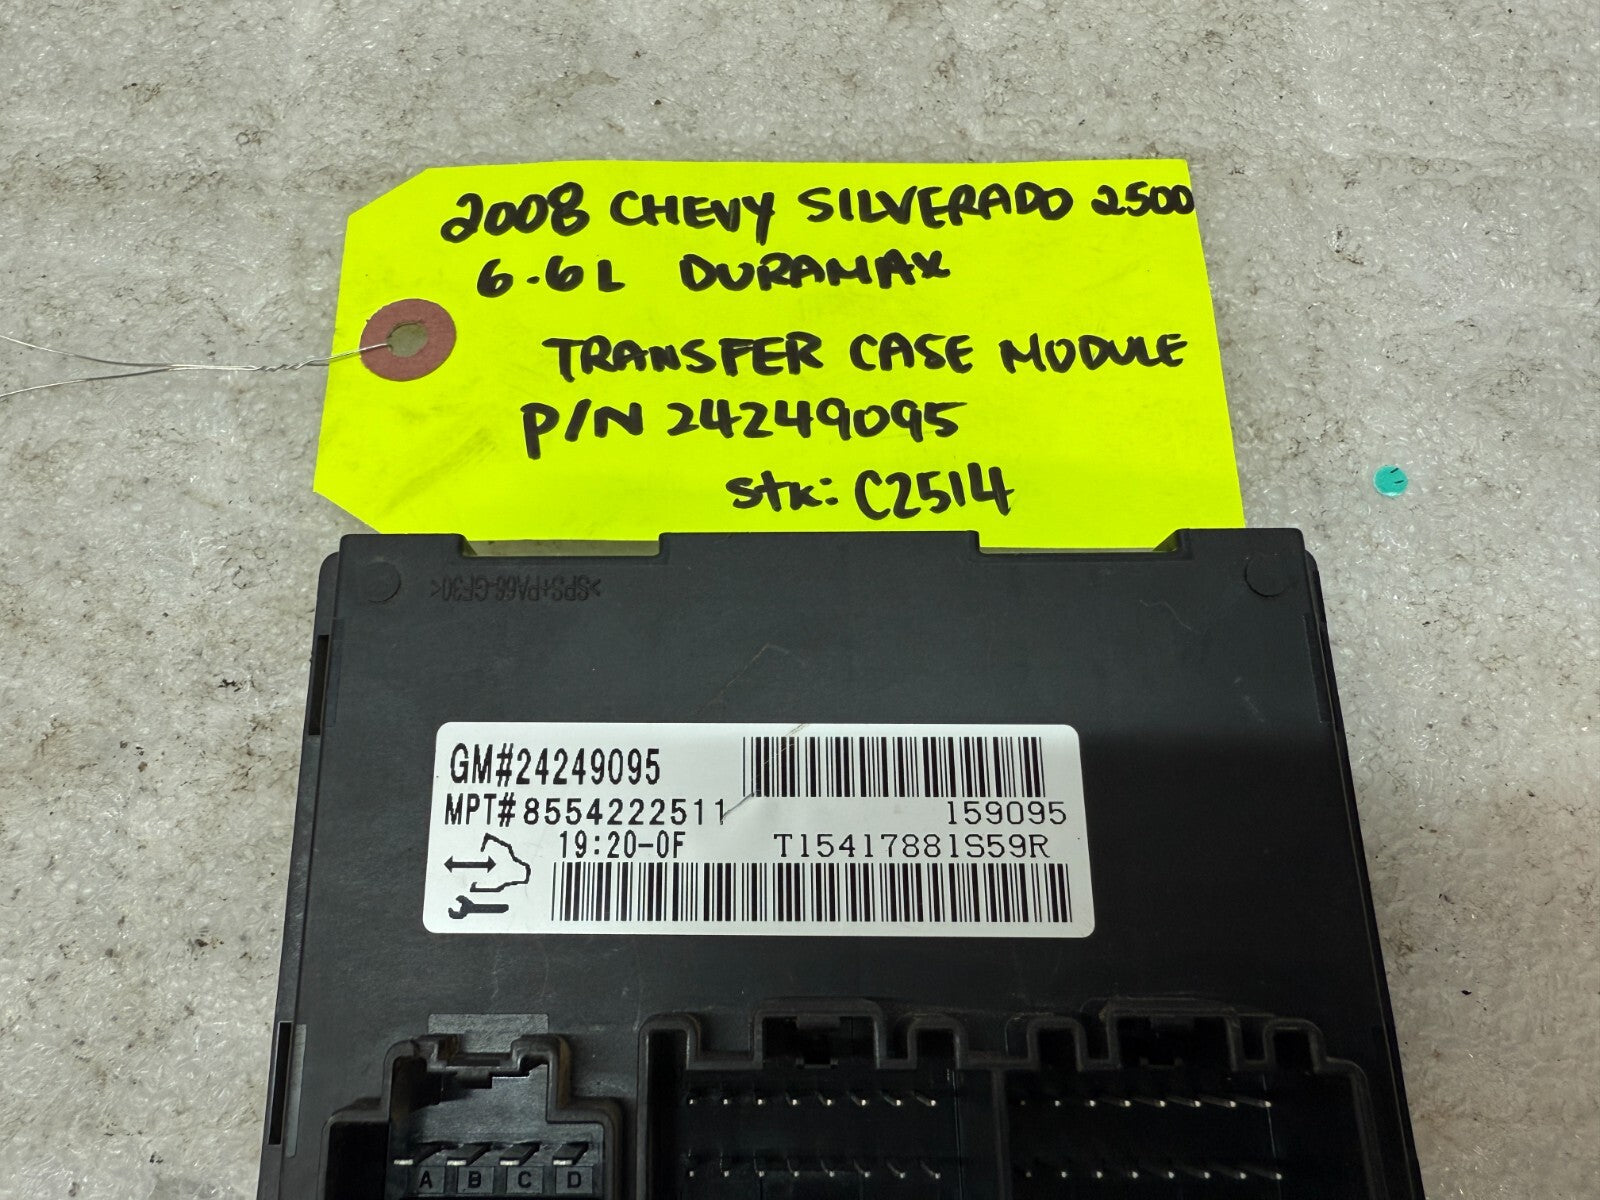 2008 CHEVY SILVERADO 2500
6.6L DURAMAX
TRANSFER CASE MODULE
P/N 24249095
Stk: C2514
>SPS+PA66-GF30<
GM#24249095
MPT#8554222511
159095
19:20-0F
T15417881S59R
A B C D